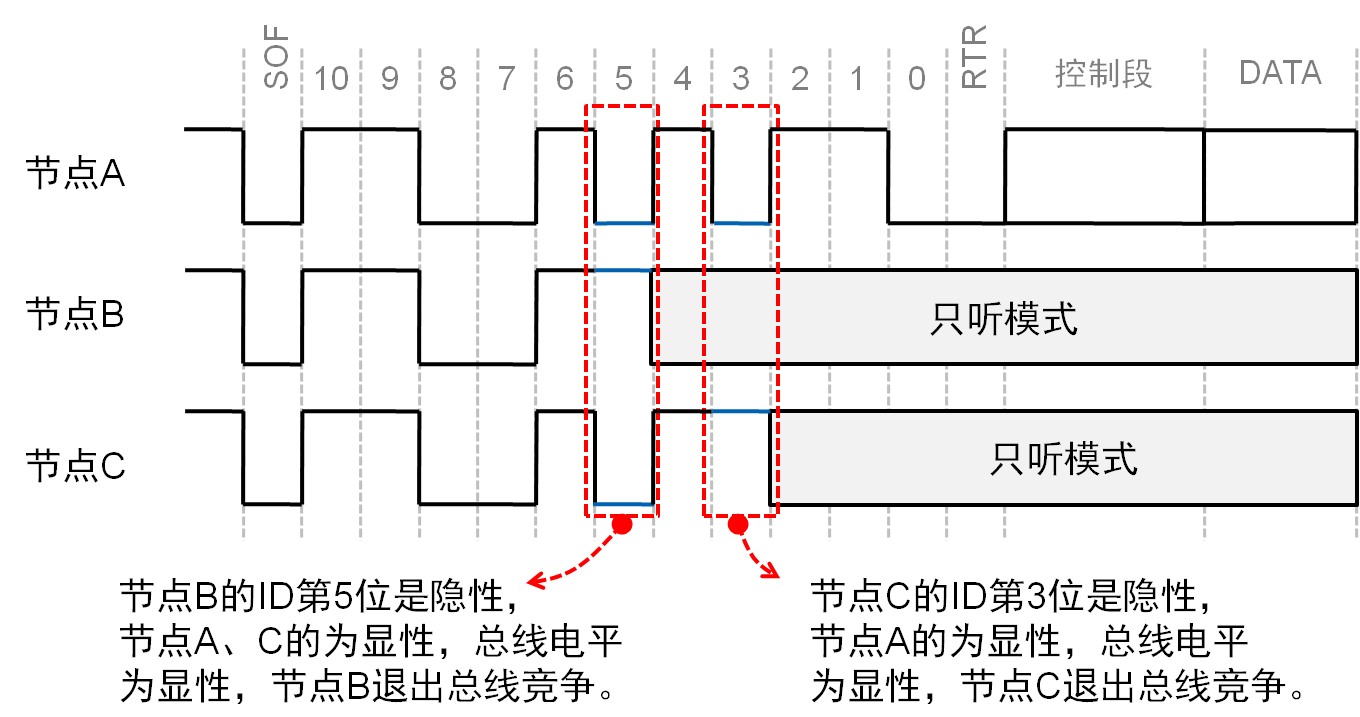 SOF 10 9 8 7 6 5 4 3 2 1 0 RTR 控制段 DATA
节点A
节点B
只听模式
节点C
只听模式
节点B的ID第5位是隐性，
节点A、C的为显性，总线电平
为显性，节点B退出总线竞争。
节点C的ID第3位是隐性，
节点A的为显性，总线电平
为显性，节点C退出总线竞争。